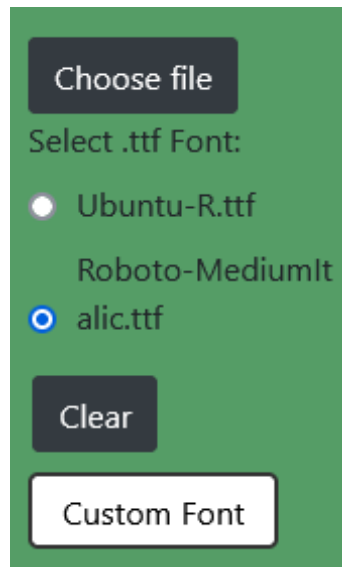 Choose file
Select .ttf Font:
Ubuntu-R.ttf
Roboto-MediumIt
alic.ttf
Clear
Custom Font